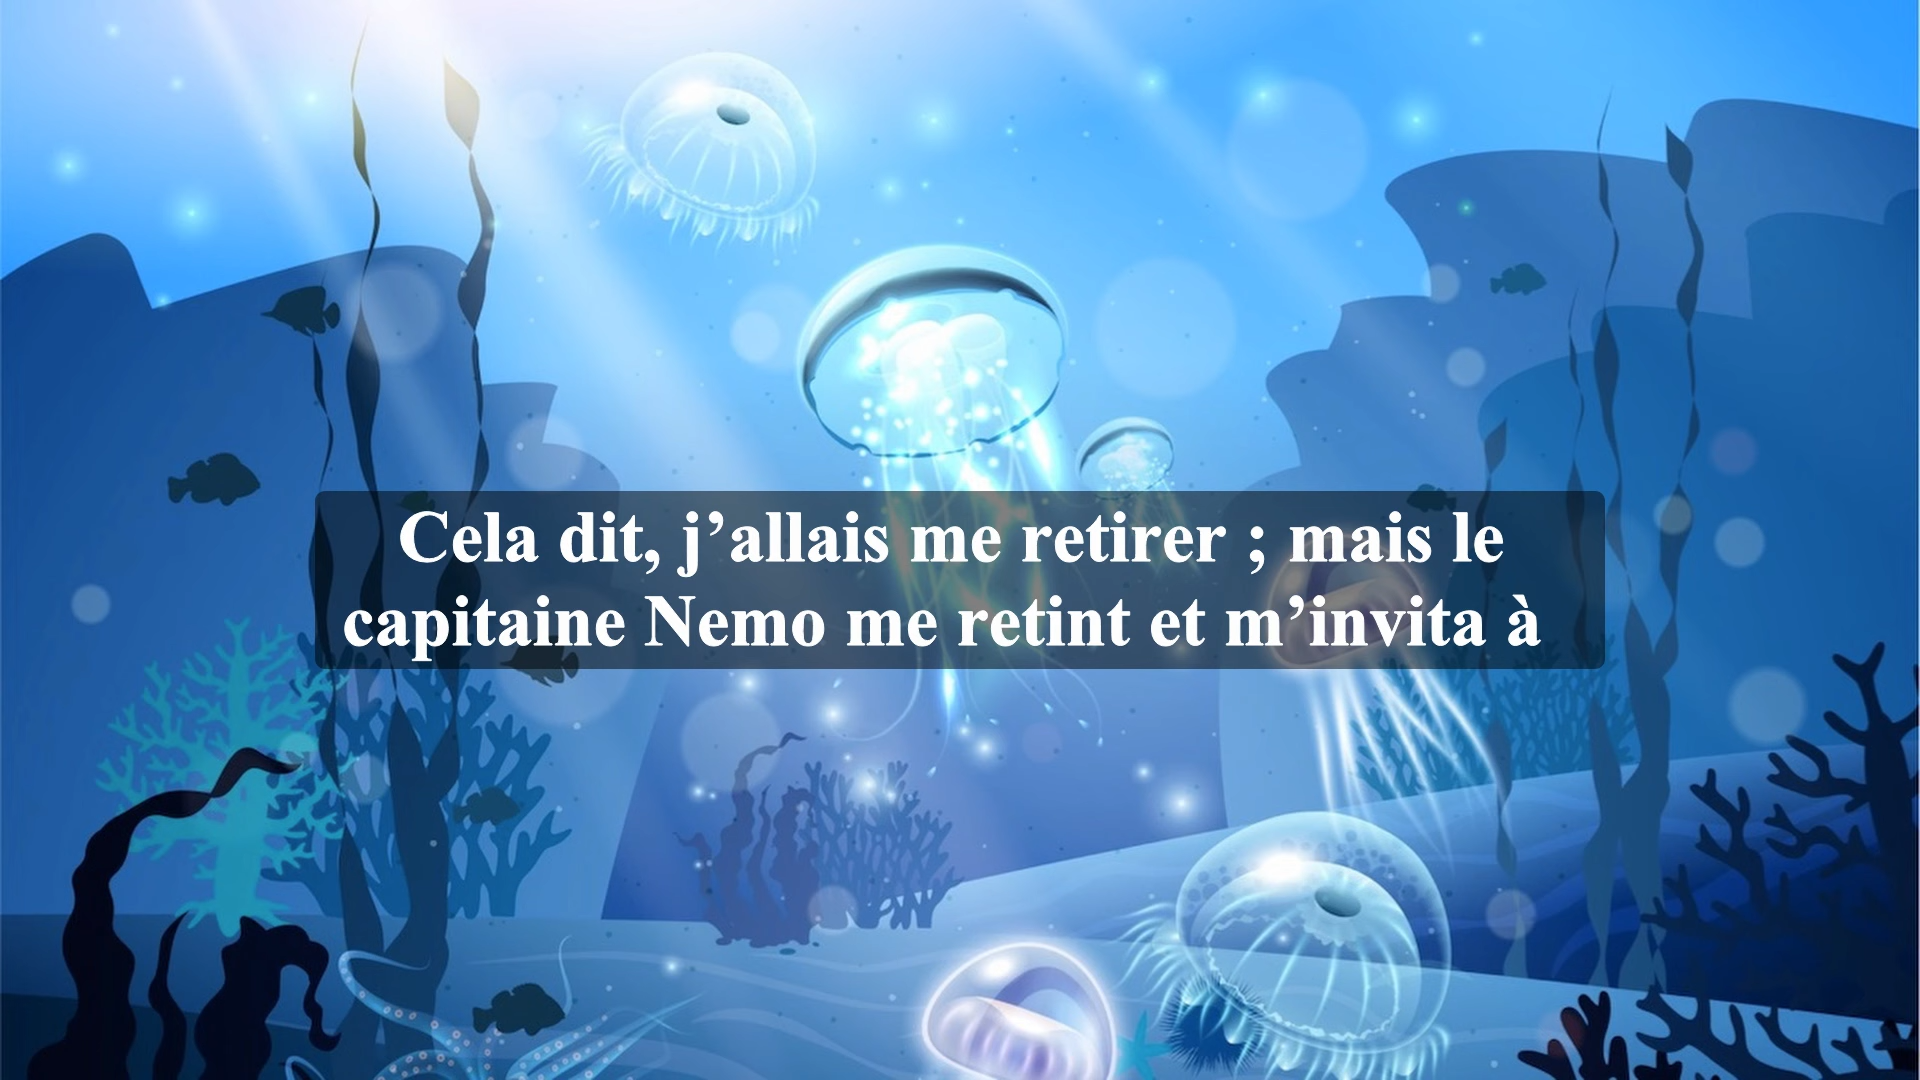 Cela dit, j’allais me retirer ; mais le
capitaine Nemo me retint et m’invita à